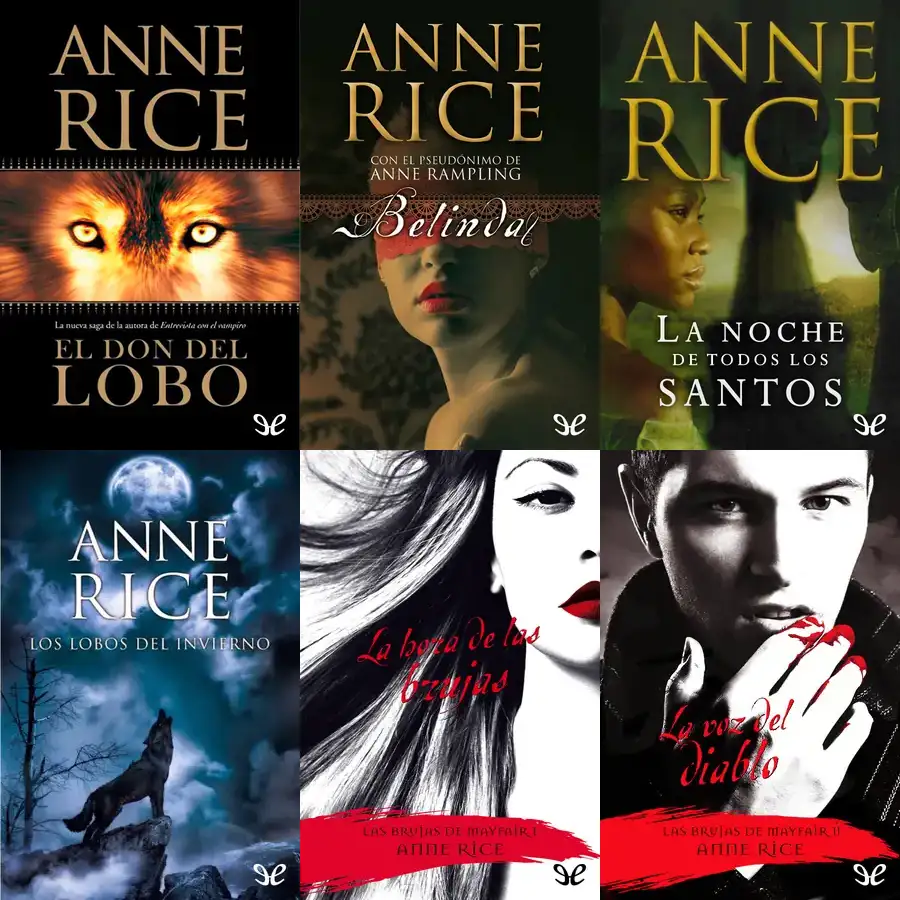 ANNE
RICE
La nueva saga de la autora de Entrevista con el vampiro
EL DON DEL
LOBO
ANNE
RICE
CON EL PSEUDÓNIMO DE
ANNE RAMPLING
Belinda
ANNE
RICE
LA NOCHE
DE TODOS LOS
SANTOS
ANNE
RICE
LOS LOBOS DEL INVIERNO
La hora de las
brujas
LAS BRUJAS DE MAYFAIR I
ANNE RICE
La voz del
diablo
LAS BRUJAS DE MAYFAIR II
ANNE RICE